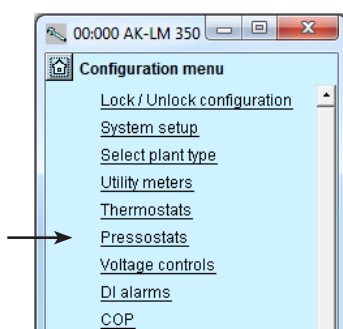 00:000 AK-LM 350
Configuration menu
Lock / Unlock configuration
System setup
Select plant type
Utility meters
Thermostats
Pressostats
Voltage controls
DI alarms
COP